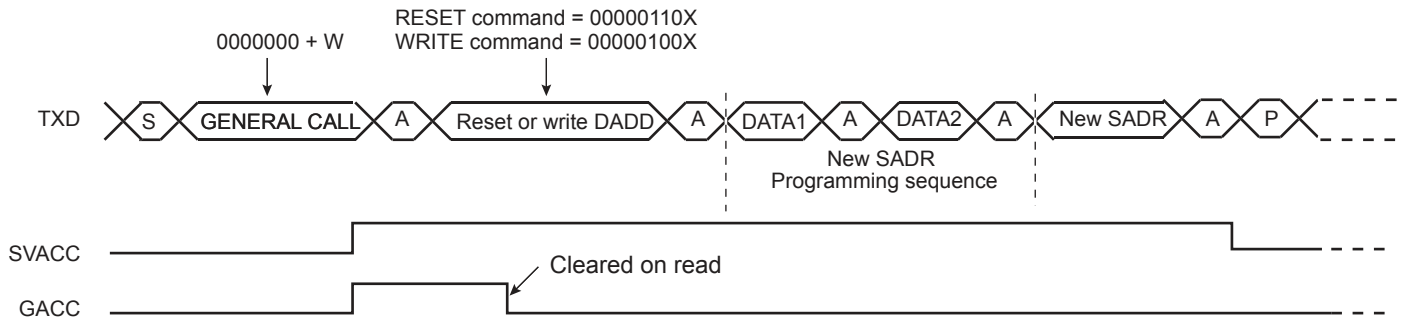 RESET command = 00000110X
0000000 + W
WRITE command = 00000100X
TXD
S
GENERAL CALL
A
Reset or write DADD
A
DATA1
A
DATA2
A
New SADR
A
P
New SADR
Programming sequence
SVACC
Cleared on read
GACC